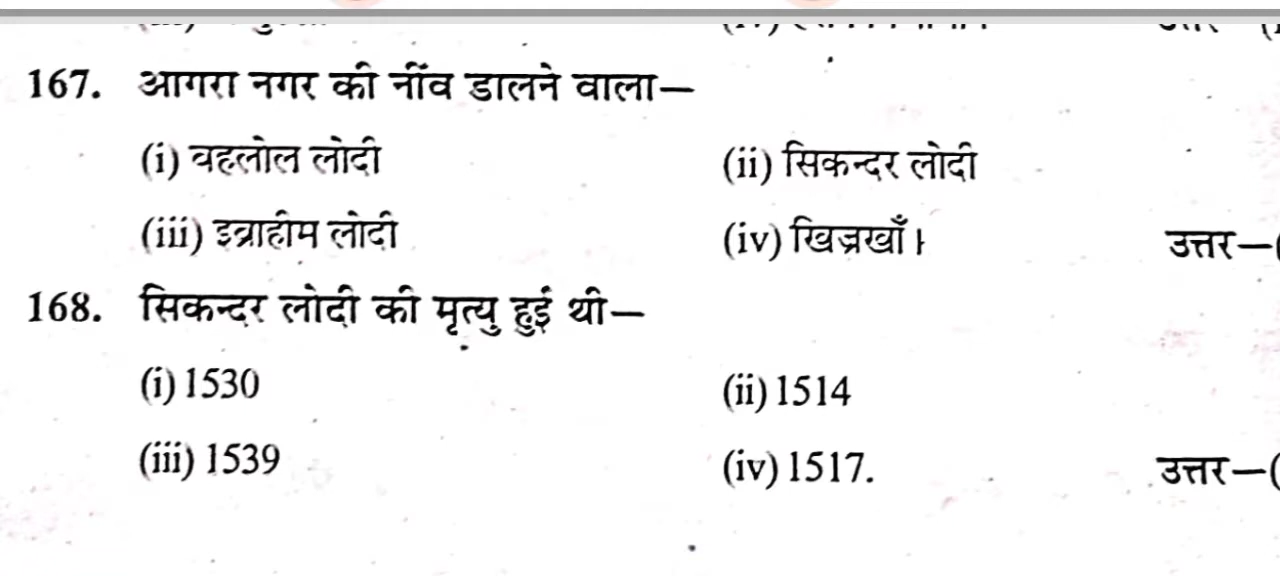 167. आगरा नगर की नींव डालने वाला—
(i) वहलोल लोदी (ii) सिकन्दर लोदी
(iii) इब्राहीम लोदी (iv) खिज्रखाँ। उत्तर—(
168. सिकन्दर लोदी की मृत्यु हुई थी—
(i) 1530 (ii) 1514
(iii) 1539 (iv) 1517. उत्तर—(